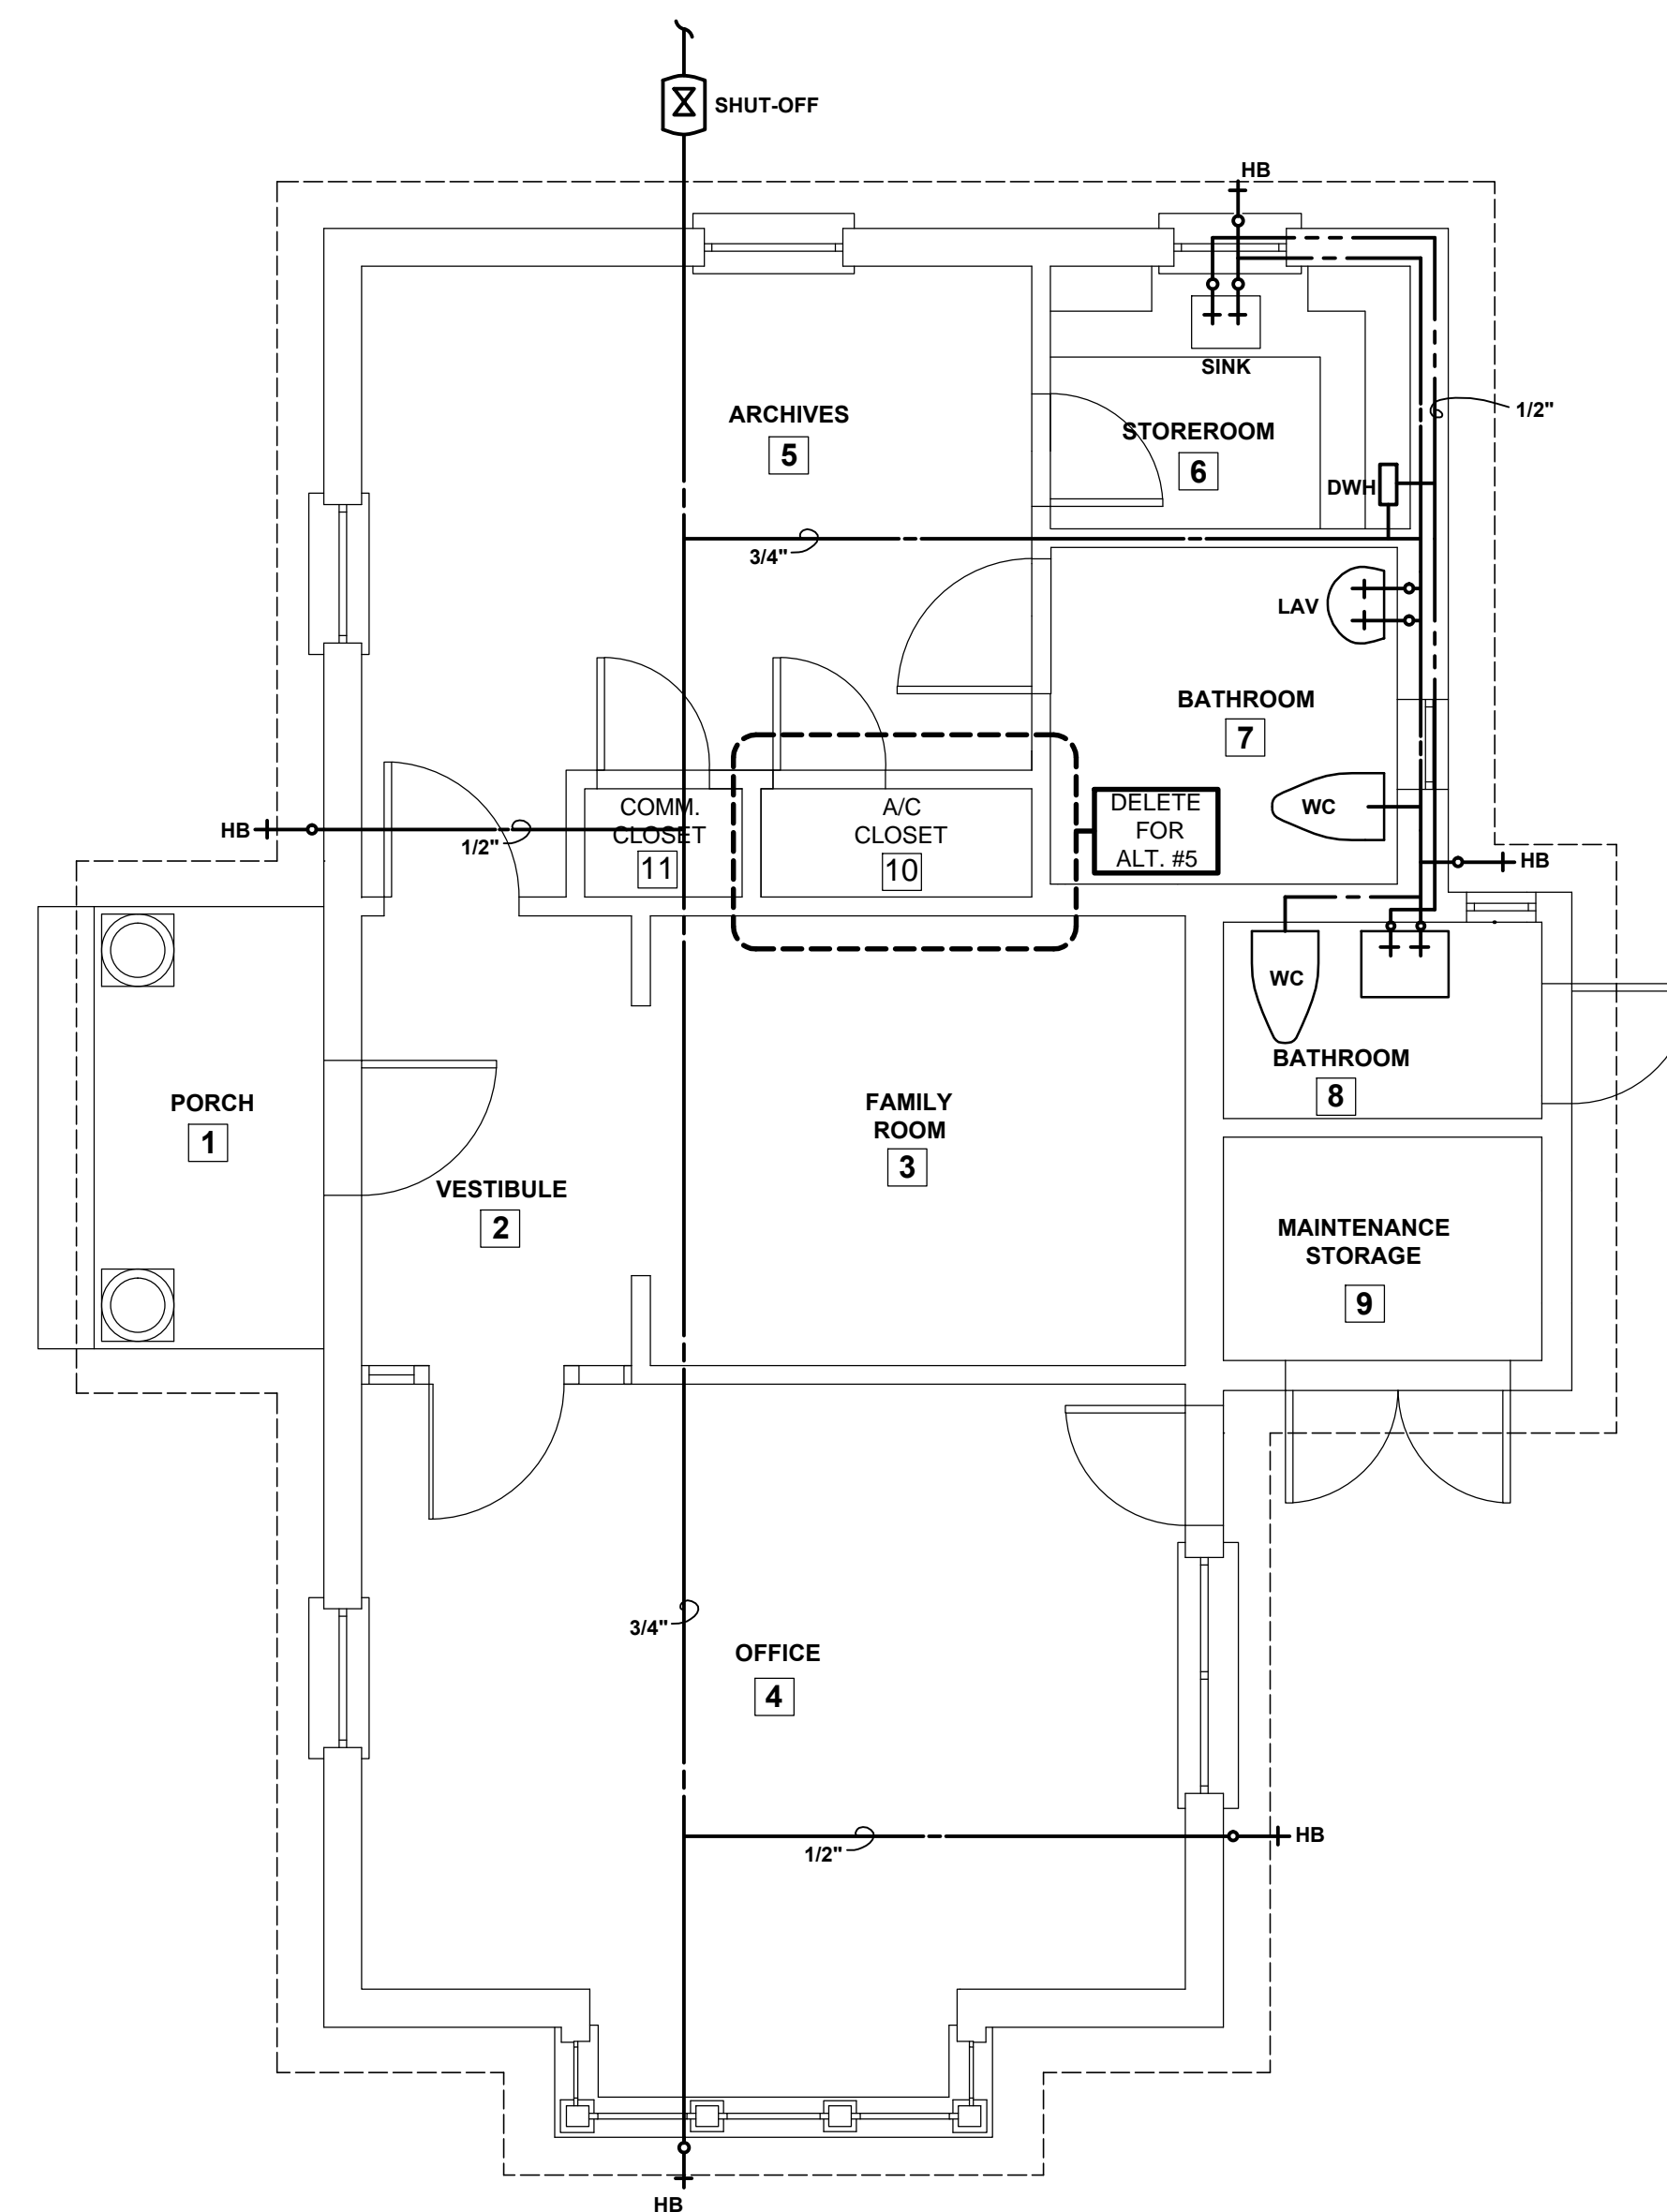 SHUT-OFF
HB
SINK
ARCHIVES
5
STOREROOM
6
1/2"
DWH
3/4"
LAV
BATHROOM
7
COMM.
CLOSET
11
A/C
CLOSET
10
DELETE
FOR
ALT. #5
WC
HB
1/2"
HB
WC
BATHROOM
8
PORCH
1
FAMILY
ROOM
3
VESTIBULE
2
MAINTENANCE
STORAGE
9
3/4"
OFFICE
4
1/2"
HB
HB